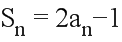 Sₙ = 2aₙ−1